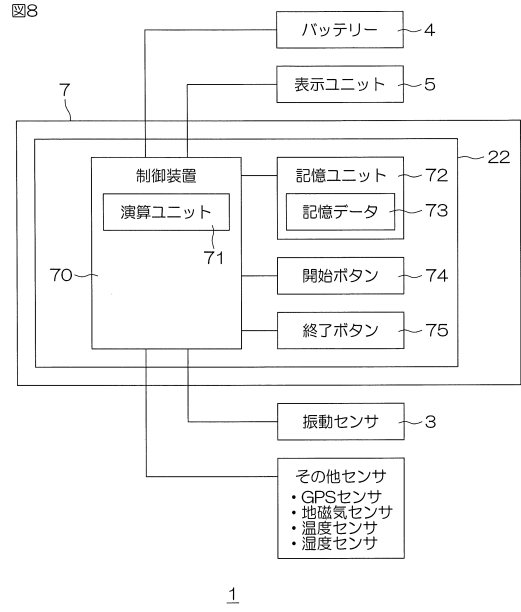 図8
バッテリー 4
表示ユニット 5
7
22
制御装置
演算ユニット
71
70
記憶ユニット 72
記憶データ 73
開始ボタン 74
終了ボタン 75
振動センサ 3
その他センサ
・GPSセンサ
・地磁気センサ
・温度センサ
・湿度センサ
1